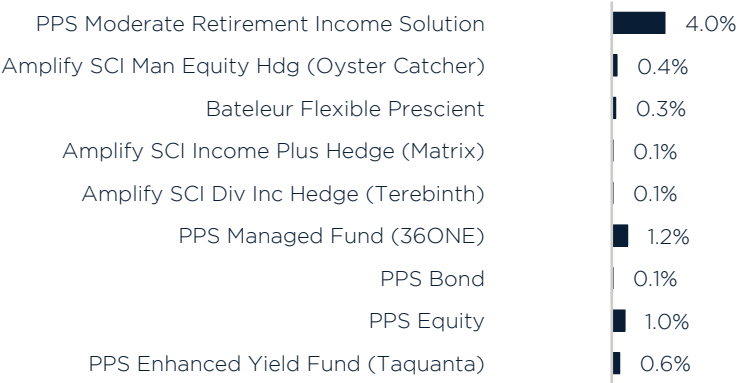 PPS Moderate Retirement Income Solution 4.0%
Amplify SCI Man Equity Hdg (Oyster Catcher) 0.4%
Bateleur Flexible Prescient 0.3%
Amplify SCI Income Plus Hedge (Matrix) 0.1%
Amplify SCI Div Inc Hedge (Terebinth) 0.1%
PPS Managed Fund (36ONE) 1.2%
PPS Bond 0.1%
PPS Equity 1.0%
PPS Enhanced Yield Fund (Taquanta) 0.6%